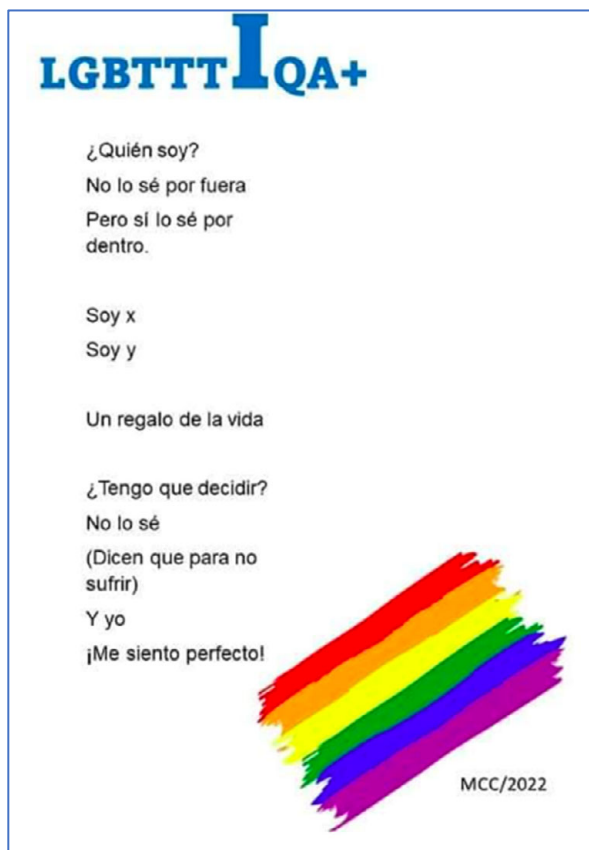 LGBTTTIQA+
¿Quién soy?
No lo sé por fuera
Pero sí lo sé por
dentro.
Soy x
Soy y
Un regalo de la vida
¿Tengo que decidir?
No lo sé
(Dicen que para no
sufrir)
Y yo
¡Me siento perfecto!
MCC/2022